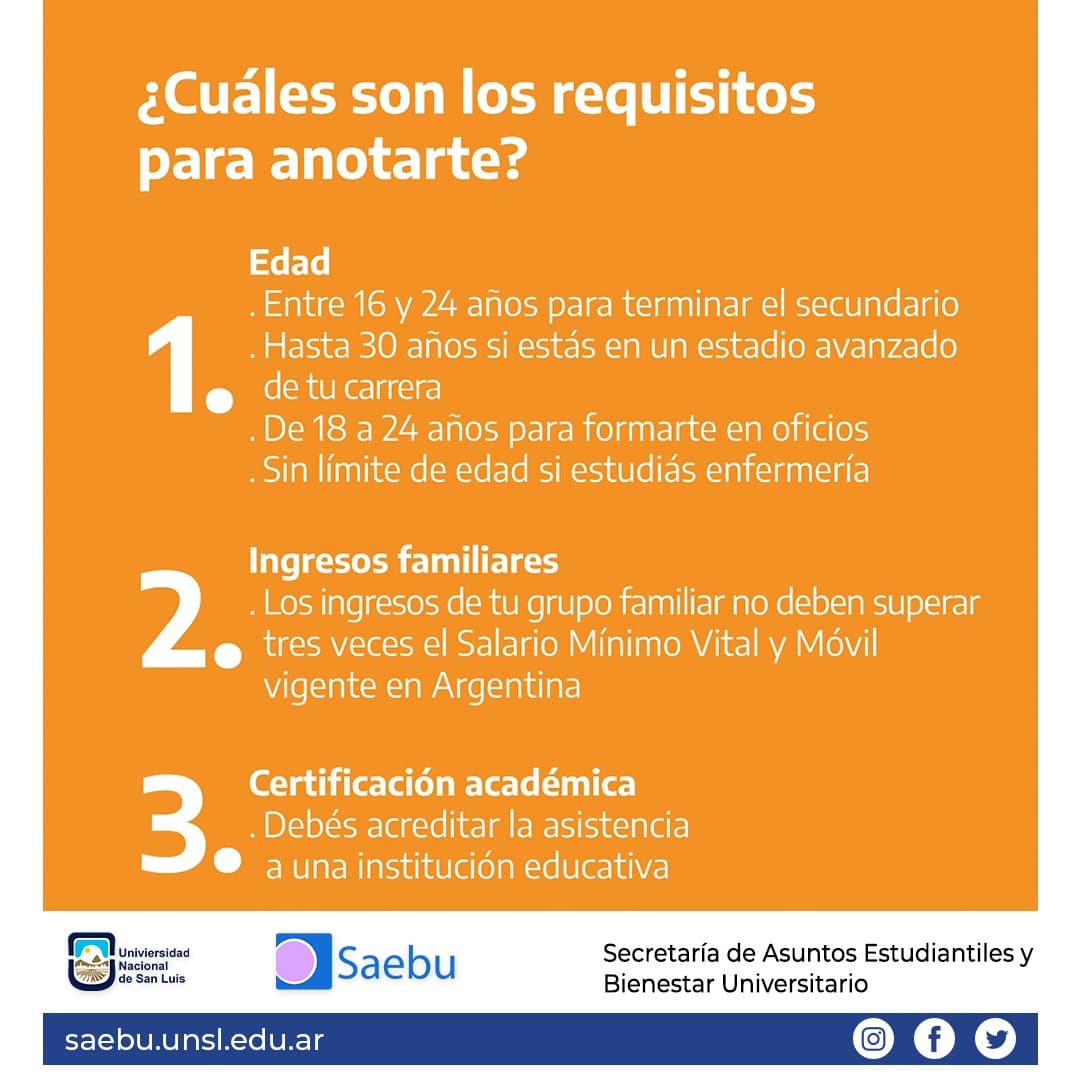 ¿Cuáles son los requisitos
para anotarte?
1.
Edad
. Entre 16 y 24 años para terminar el secundario
. Hasta 30 años si estás en un estadio avanzado
de tu carrera
. De 18 a 24 años para formarte en oficios
. Sin límite de edad si estudiás enfermería
2.
Ingresos familiares
. Los ingresos de tu grupo familiar no deben superar
tres veces el Salario Mínimo Vital y Móvil
vigente en Argentina
3.
Certificación académica
. Debés acreditar la asistencia
a una institución educativa
Univiersidad
Nacional
de San Luis
Saebu
Secretaría de Asuntos Estudiantiles y
Bienestar Universitario
saebu.unsl.edu.ar